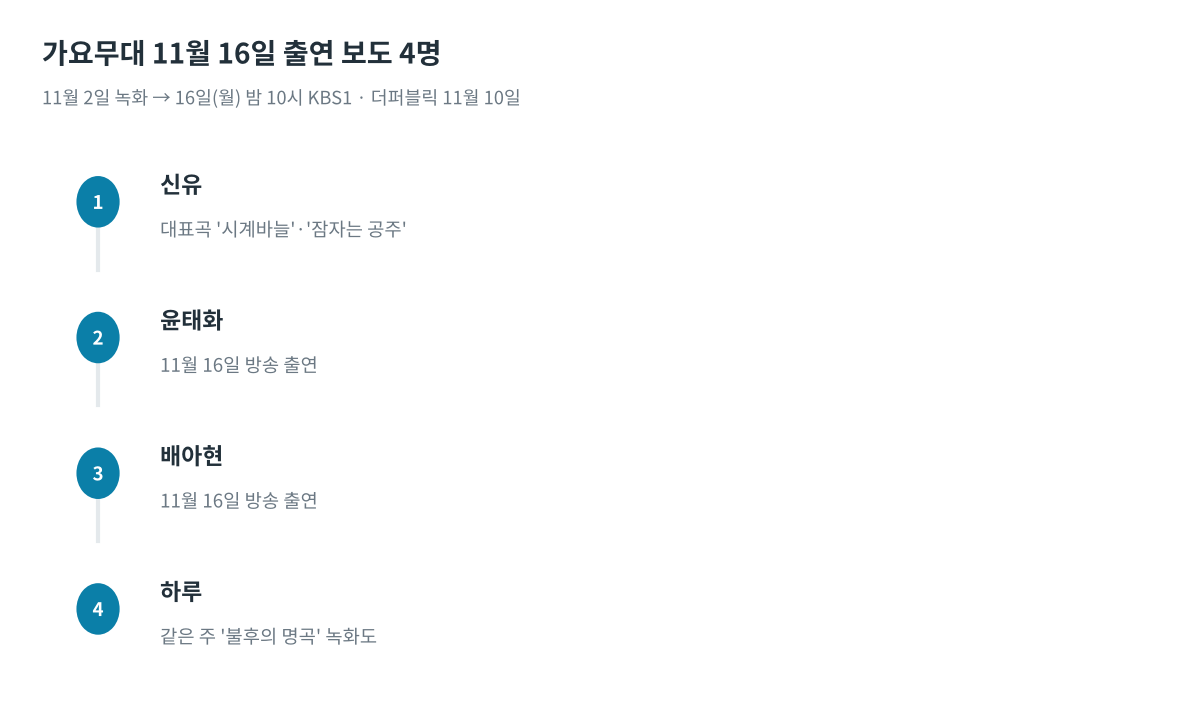 가요무대 11월 16일 출연 보도 4명
11월 2일 녹화 → 16일(월) 밤 10시 KBS1 · 더퍼블릭 11월 10일
1
신유
대표곡 '시계바늘'·'잠자는 공주'
2
윤태화
11월 16일 방송 출연
3
배아현
11월 16일 방송 출연
4
하루
같은 주 '불후의 명곡' 녹화도